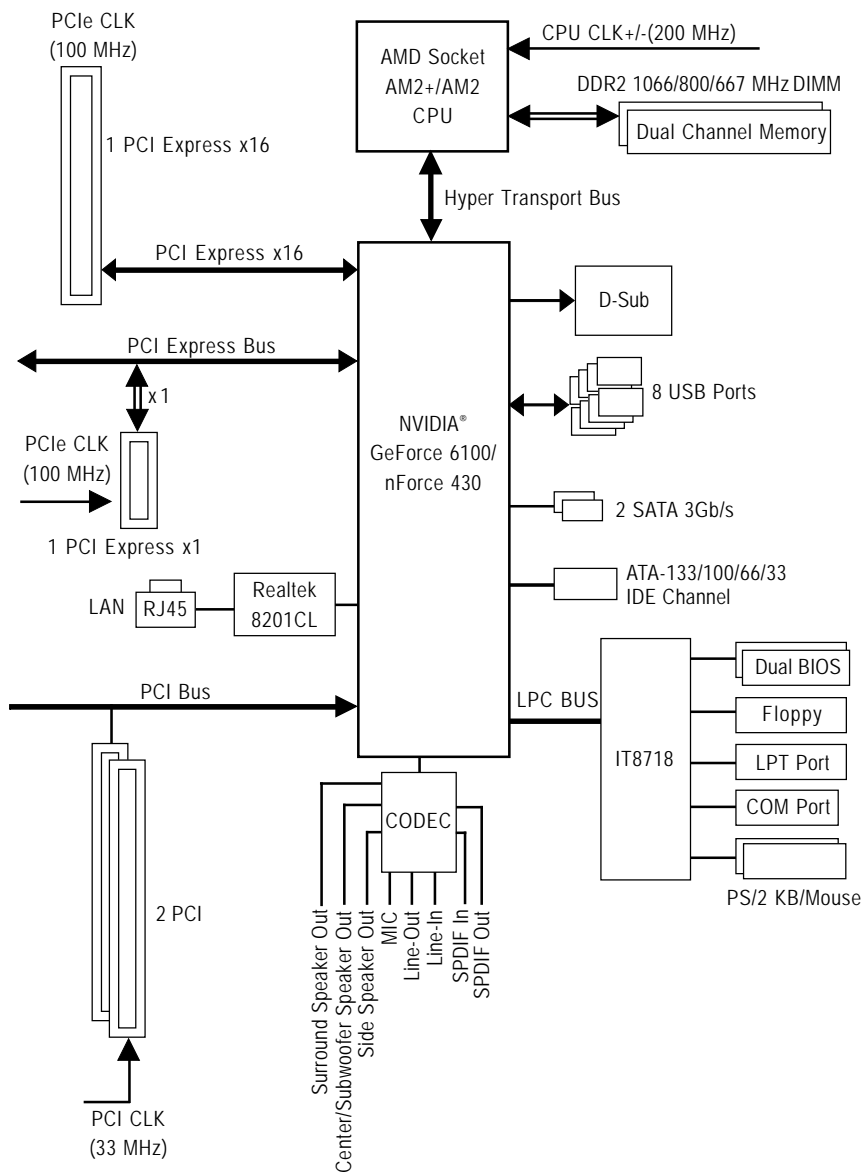 PCIe CLK
(100 MHz)
1 PCI Express x16
AMD Socket
AM2+/AM2
CPU
CPU CLK+/-(200 MHz)
DDR2 1066/800/667 MHz DIMM
Dual Channel Memory
Hyper Transport Bus
PCI Express x16
D-Sub
PCI Express Bus
x1
8 USB Ports
PCIe CLK
(100 MHz)
NVIDIA®
GeForce 6100/
nForce 430
2 SATA 3Gb/s
1 PCI Express x1
LAN
RJ45
Realtek
8201CL
ATA-133/100/66/33
IDE Channel
PCI Bus
LPC BUS
IT8718
Dual BIOS
Floppy
LPT Port
COM Port
PS/2 KB/Mouse
CODEC
2 PCI
Surround Speaker Out
Center/Subwoofer Speaker Out
Side Speaker Out
MIC
Line-Out
Line-In
SPDIF In
SPDIF Out
PCI CLK
(33 MHz)